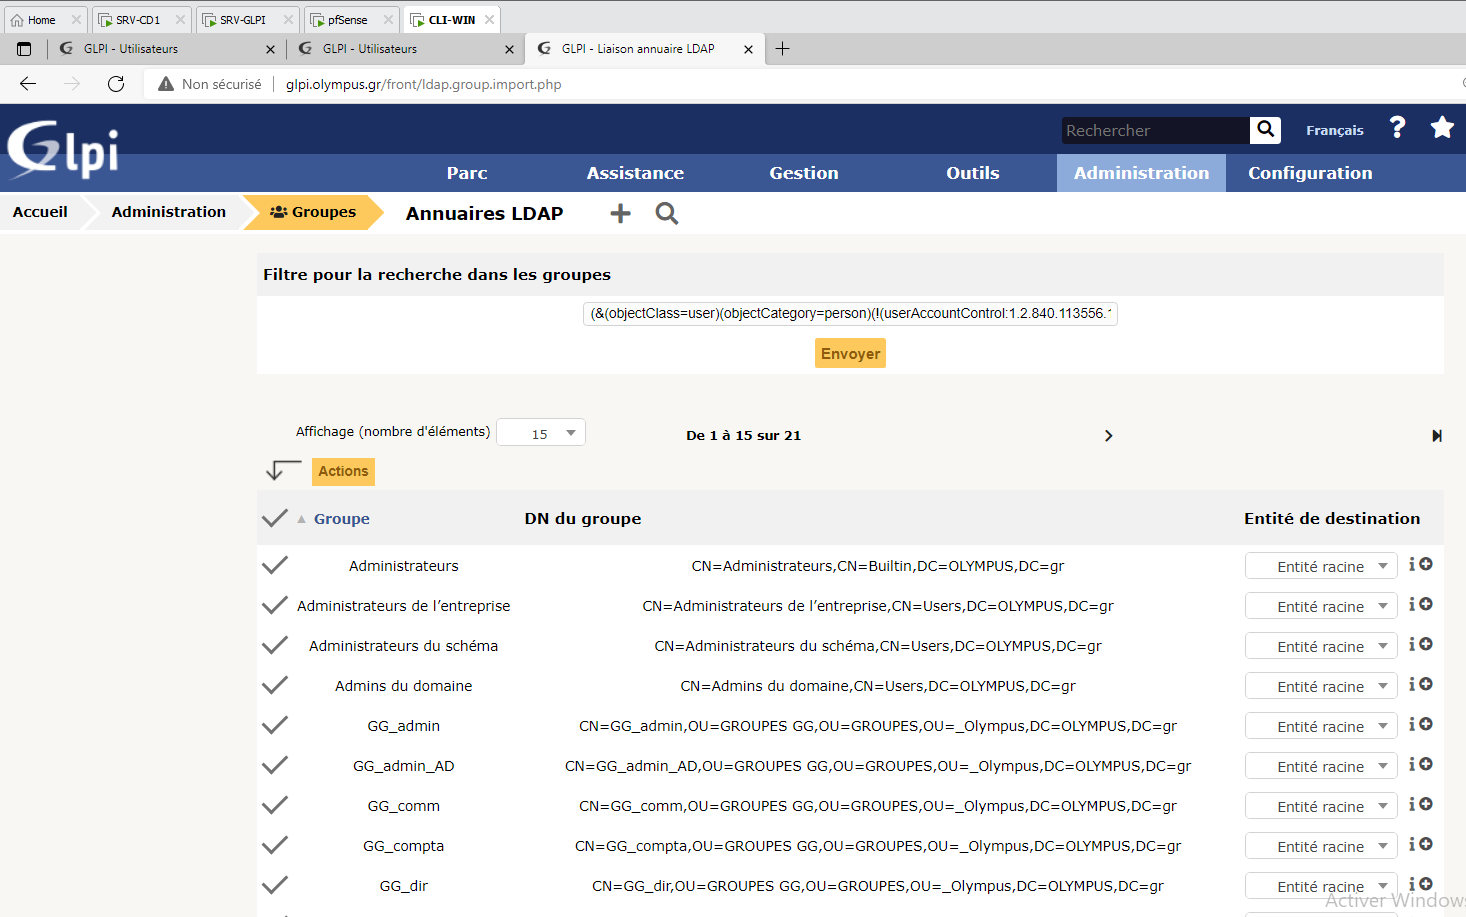 Home SRV-CD1 SRV-GLPI pfSense CLI-WIN
GLPI - Utilisateurs GLPI - Utilisateurs GLPI - Liaison annuaire LDAP
Non sécurisé glpi.olympus.gr/front/ldap.group.import.php
Glpi
Rechercher Français ?
Parc Assistance Gestion Outils Administration Configuration
Accueil Administration Groupes Annuaires LDAP
Filtre pour la recherche dans les groupes
(&(objectClass=user)(objectCategory=person)(!(userAccountControl:1.2.840.113556.1
Envoyer
Affichage (nombre d'éléments) 15 De 1 à 15 sur 21
Actions
Groupe DN du groupe Entité de destination
Administrateurs CN=Administrateurs,CN=Builtin,DC=OLYMPUS,DC=gr Entité racine
Administrateurs de l’entreprise CN=Administrateurs de l’entreprise,CN=Users,DC=OLYMPUS,DC=gr Entité racine
Administrateurs du schéma CN=Administrateurs du schéma,CN=Users,DC=OLYMPUS,DC=gr Entité racine
Admins du domaine CN=Admins du domaine,CN=Users,DC=OLYMPUS,DC=gr Entité racine
GG_admin CN=GG_admin,OU=GROUPES GG,OU=GROUPES,OU=_Olympus,DC=OLYMPUS,DC=gr Entité racine
GG_admin_AD CN=GG_admin_AD,OU=GROUPES GG,OU=GROUPES,OU=_Olympus,DC=OLYMPUS,DC=gr Entité racine
GG_comm CN=GG_comm,OU=GROUPES GG,OU=GROUPES,OU=_Olympus,DC=OLYMPUS,DC=gr Entité racine
GG_compta CN=GG_compta,OU=GROUPES GG,OU=GROUPES,OU=_Olympus,DC=OLYMPUS,DC=gr Entité racine
GG_dir CN=GG_dir,OU=GROUPES GG,OU=GROUPES,OU=_Olympus,DC=OLYMPUS,DC=gr Entité racine
Activer Windows